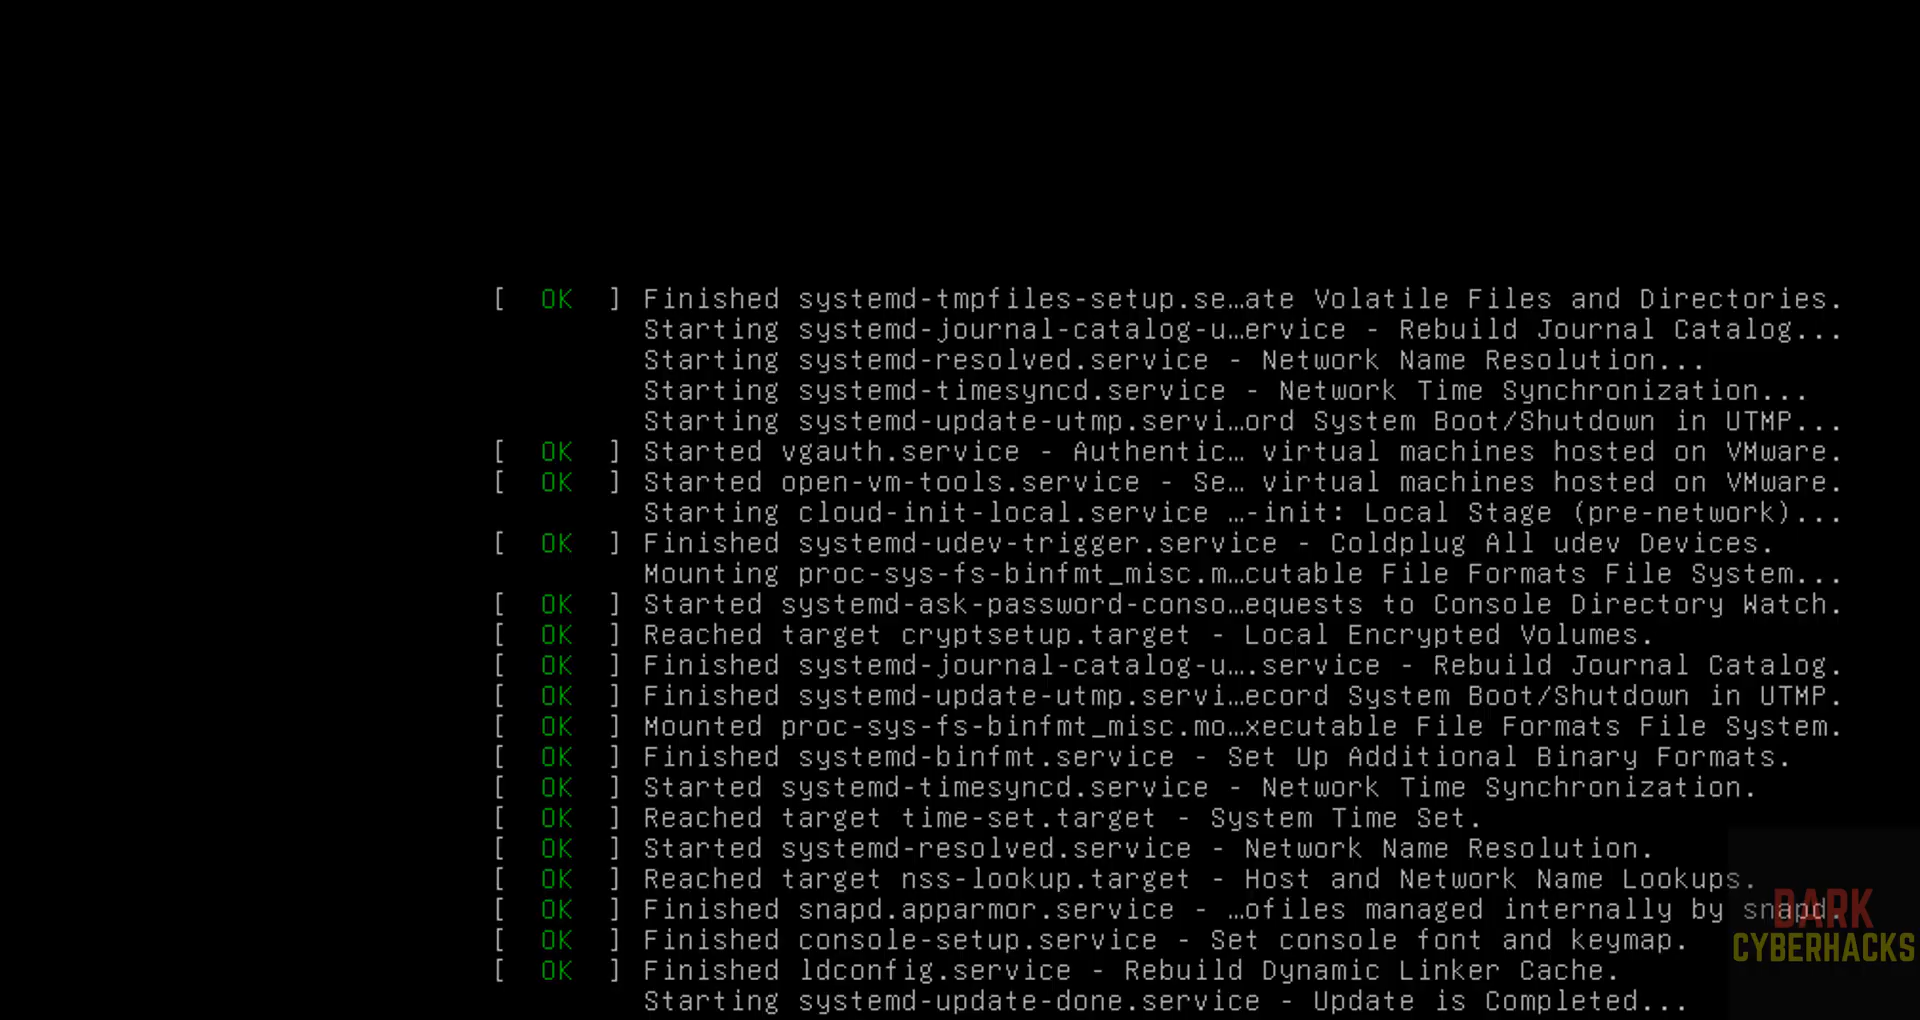 [  OK  ] Finished systemd-tmpfiles-setup.se…ate Volatile Files and Directories.
Starting systemd-journal-catalog-u…ervice - Rebuild Journal Catalog...
Starting systemd-resolved.service - Network Name Resolution...
Starting systemd-timesyncd.service - Network Time Synchronization...
Starting systemd-update-utmp.servi…ord System Boot/Shutdown in UTMP...
[  OK  ] Started vgauth.service - Authentic… virtual machines hosted on VMware.
[  OK  ] Started open-vm-tools.service - Se… virtual machines hosted on VMware.
Starting cloud-init-local.service …-init: Local Stage (pre-network)...
[  OK  ] Finished systemd-udev-trigger.service - Coldplug All udev Devices.
Mounting proc-sys-fs-binfmt_misc.m…cutable File Formats File System...
[  OK  ] Started systemd-ask-password-conso…equests to Console Directory Watch.
[  OK  ] Reached target cryptsetup.target - Local Encrypted Volumes.
[  OK  ] Finished systemd-journal-catalog-u….service - Rebuild Journal Catalog.
[  OK  ] Finished systemd-update-utmp.servi…ecord System Boot/Shutdown in UTMP.
[  OK  ] Mounted proc-sys-fs-binfmt_misc.mo…xecutable File Formats File System.
[  OK  ] Finished systemd-binfmt.service - Set Up Additional Binary Formats.
[  OK  ] Started systemd-timesyncd.service - Network Time Synchronization.
[  OK  ] Reached target time-set.target - System Time Set.
[  OK  ] Started systemd-resolved.service - Network Name Resolution.
[  OK  ] Reached target nss-lookup.target - Host and Network Name Lookups.
[  OK  ] Finished snapd.apparmor.service - …ofiles managed internally by snapd.
[  OK  ] Finished console-setup.service - Set console font and keymap.
[  OK  ] Finished ldconfig.service - Rebuild Dynamic Linker Cache.
Starting systemd-update-done.service - Update is Completed...
DARK
CYBERHACKS